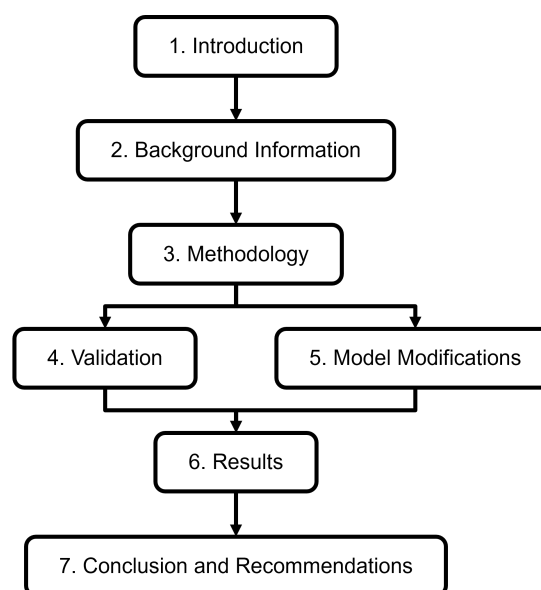 1. Introduction
2. Background Information
3. Methodology
4. Validation
5. Model Modifications
6. Results
7. Conclusion and Recommendations